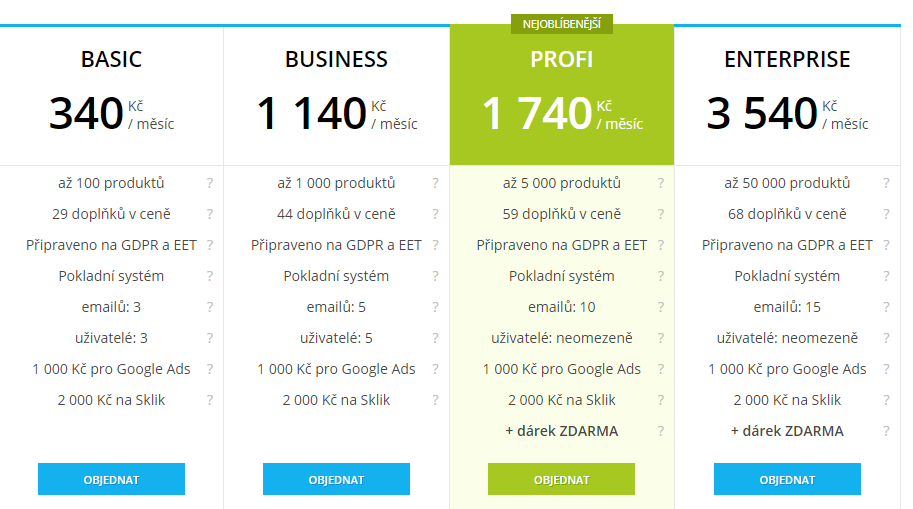 NEJOBLÍBENĚJŠÍ
BASIC
340 Kč
/ měsíc
až 100 produktů ?
29 doplňků v ceně ?
Připraveno na GDPR a EET ?
Pokladní systém ?
emailů: 3 ?
uživatelé: 3 ?
1 000 Kč pro Google Ads ?
2 000 Kč na Sklik ?
OBJEDNAT
BUSINESS
1 140 Kč
/ měsíc
až 1 000 produktů ?
44 doplňků v ceně ?
Připraveno na GDPR a EET ?
Pokladní systém ?
emailů: 5 ?
uživatelé: 5 ?
1 000 Kč pro Google Ads ?
2 000 Kč na Sklik ?
OBJEDNAT
PROFI
1 740 Kč
/ měsíc
až 5 000 produktů ?
59 doplňků v ceně ?
Připraveno na GDPR a EET ?
Pokladní systém ?
emailů: 10 ?
uživatelé: neomezeně ?
1 000 Kč pro Google Ads ?
2 000 Kč na Sklik ?
+ dárek ZDARMA ?
OBJEDNAT
ENTERPRISE
3 540 Kč
/ měsíc
až 50 000 produktů ?
68 doplňků v ceně ?
Připraveno na GDPR a EET ?
Pokladní systém ?
emailů: 15 ?
uživatelé: neomezeně ?
1 000 Kč pro Google Ads ?
2 000 Kč na Sklik ?
+ dárek ZDARMA ?
OBJEDNAT